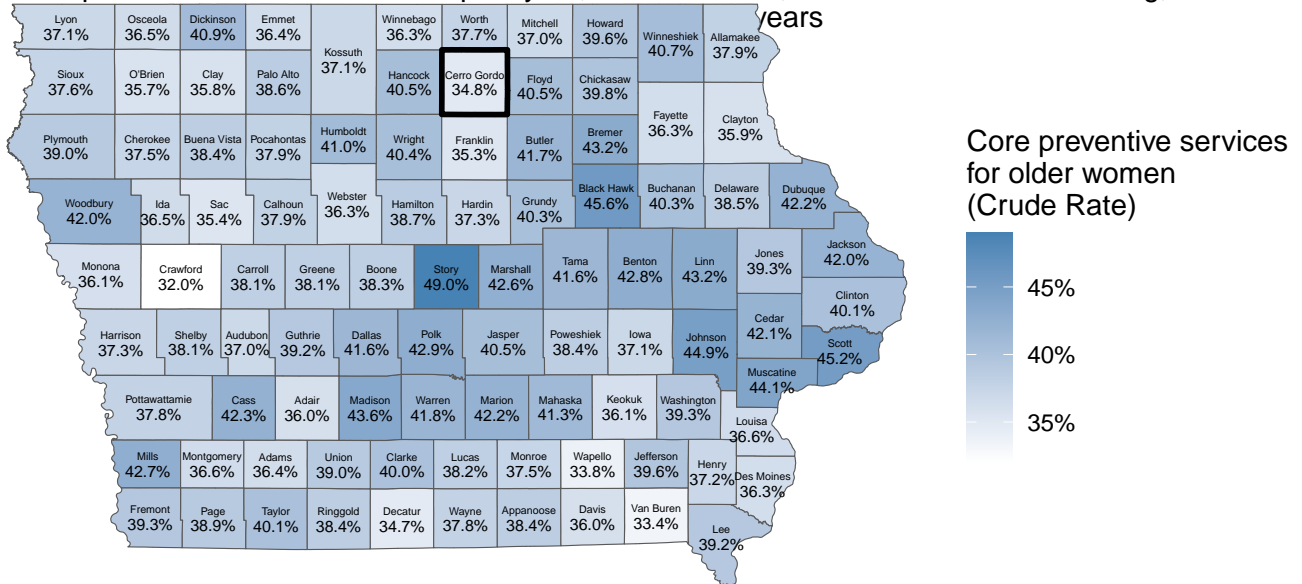 years
Lyon
37.1%
Osceola
36.5%
Dickinson
40.9%
Emmet
36.4%
Kossuth
37.1%
Winnebago
36.3%
Worth
37.7%
Mitchell
37.0%
Howard
39.6%
Winneshiek
40.7%
Allamakee
37.9%
Sioux
37.6%
O'Brien
35.7%
Clay
35.8%
Palo Alto
38.6%
Hancock
40.5%
Cerro Gordo
34.8%
Floyd
40.5%
Chickasaw
39.8%
Fayette
36.3%
Clayton
35.9%
Plymouth
39.0%
Cherokee
37.5%
Buena Vista
38.4%
Pocahontas
37.9%
Humboldt
41.0%
Wright
40.4%
Franklin
35.3%
Butler
41.7%
Bremer
43.2%
Woodbury
42.0%
Ida
36.5%
Sac
35.4%
Calhoun
37.9%
Webster
36.3%
Hamilton
38.7%
Hardin
37.3%
Grundy
40.3%
Black Hawk
45.6%
Buchanan
40.3%
Delaware
38.5%
Dubuque
42.2%
Monona
36.1%
Crawford
32.0%
Carroll
38.1%
Greene
38.1%
Boone
38.3%
Story
49.0%
Marshall
42.6%
Tama
41.6%
Benton
42.8%
Linn
43.2%
Jones
39.3%
Jackson
42.0%
Clinton
40.1%
Harrison
37.3%
Shelby
38.1%
Audubon
37.0%
Guthrie
39.2%
Dallas
41.6%
Polk
42.9%
Jasper
40.5%
Poweshiek
38.4%
Iowa
37.1%
Johnson
44.9%
Cedar
42.1%
Scott
45.2%
Muscatine
44.1%
Pottawattamie
37.8%
Cass
42.3%
Adair
36.0%
Madison
43.6%
Warren
41.8%
Marion
42.2%
Mahaska
41.3%
Keokuk
36.1%
Washington
39.3%
Louisa
36.6%
Mills
42.7%
Montgomery
36.6%
Adams
36.4%
Union
39.0%
Clarke
40.0%
Lucas
38.2%
Monroe
37.5%
Wapello
33.8%
Jefferson
39.6%
Henry
37.2%
Des Moines
36.3%
Fremont
39.3%
Page
38.9%
Taylor
40.1%
Ringgold
38.4%
Decatur
34.7%
Wayne
37.8%
Appanoose
38.4%
Davis
36.0%
Van Buren
33.4%
Lee
39.2%
Core preventive services
for older women
(Crude Rate)
45%
40%
35%